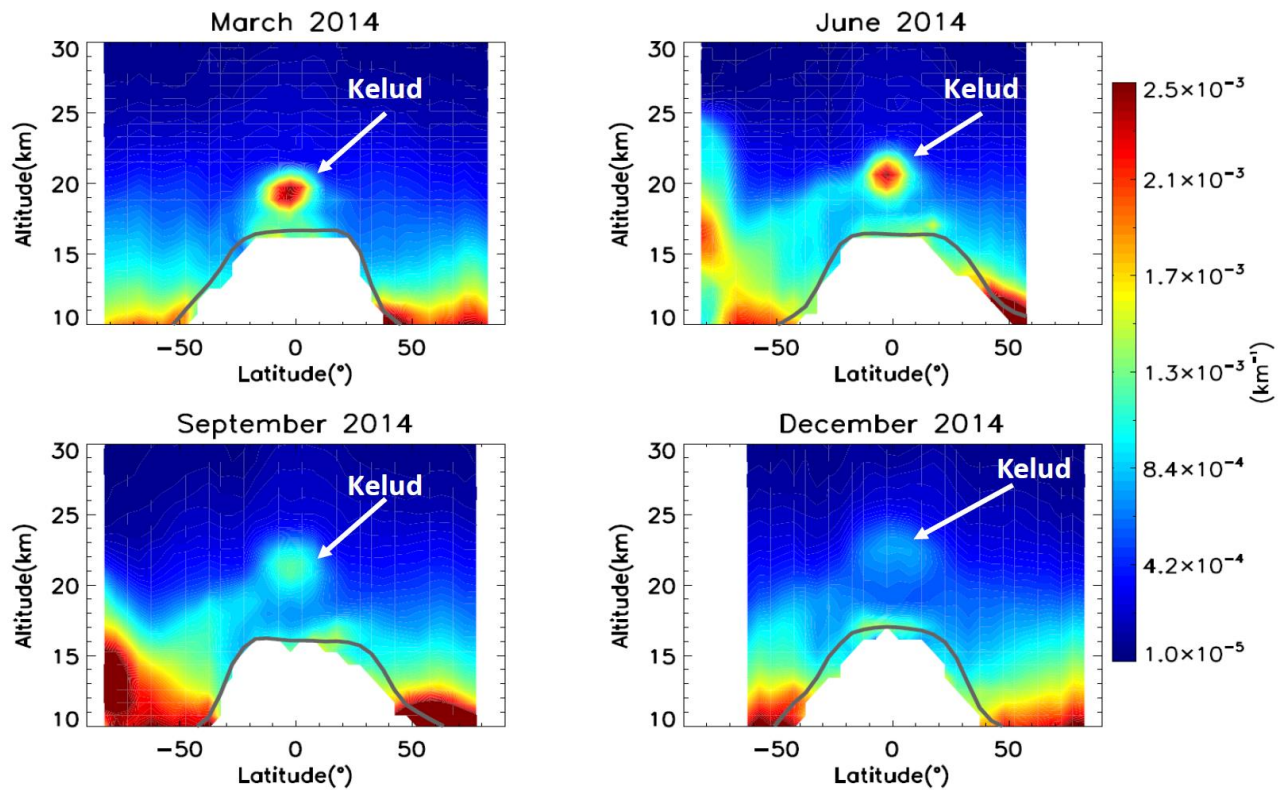 March 2014
30
25
20
15
10
Altitude(km)
Kelud
−50 0 50
Latitude(°)
June 2014
30
25
20
15
10
Altitude(km)
Kelud
−50 0 50
Latitude(°)
September 2014
30
25
20
15
10
Altitude(km)
Kelud
−50 0 50
Latitude(°)
December 2014
30
25
20
15
10
Altitude(km)
Kelud
−50 0 50
Latitude(°)
2.5×10⁻³
2.1×10⁻³
1.7×10⁻³
1.3×10⁻³
8.4×10⁻⁴
4.2×10⁻⁴
1.0×10⁻⁵
(km⁻¹)